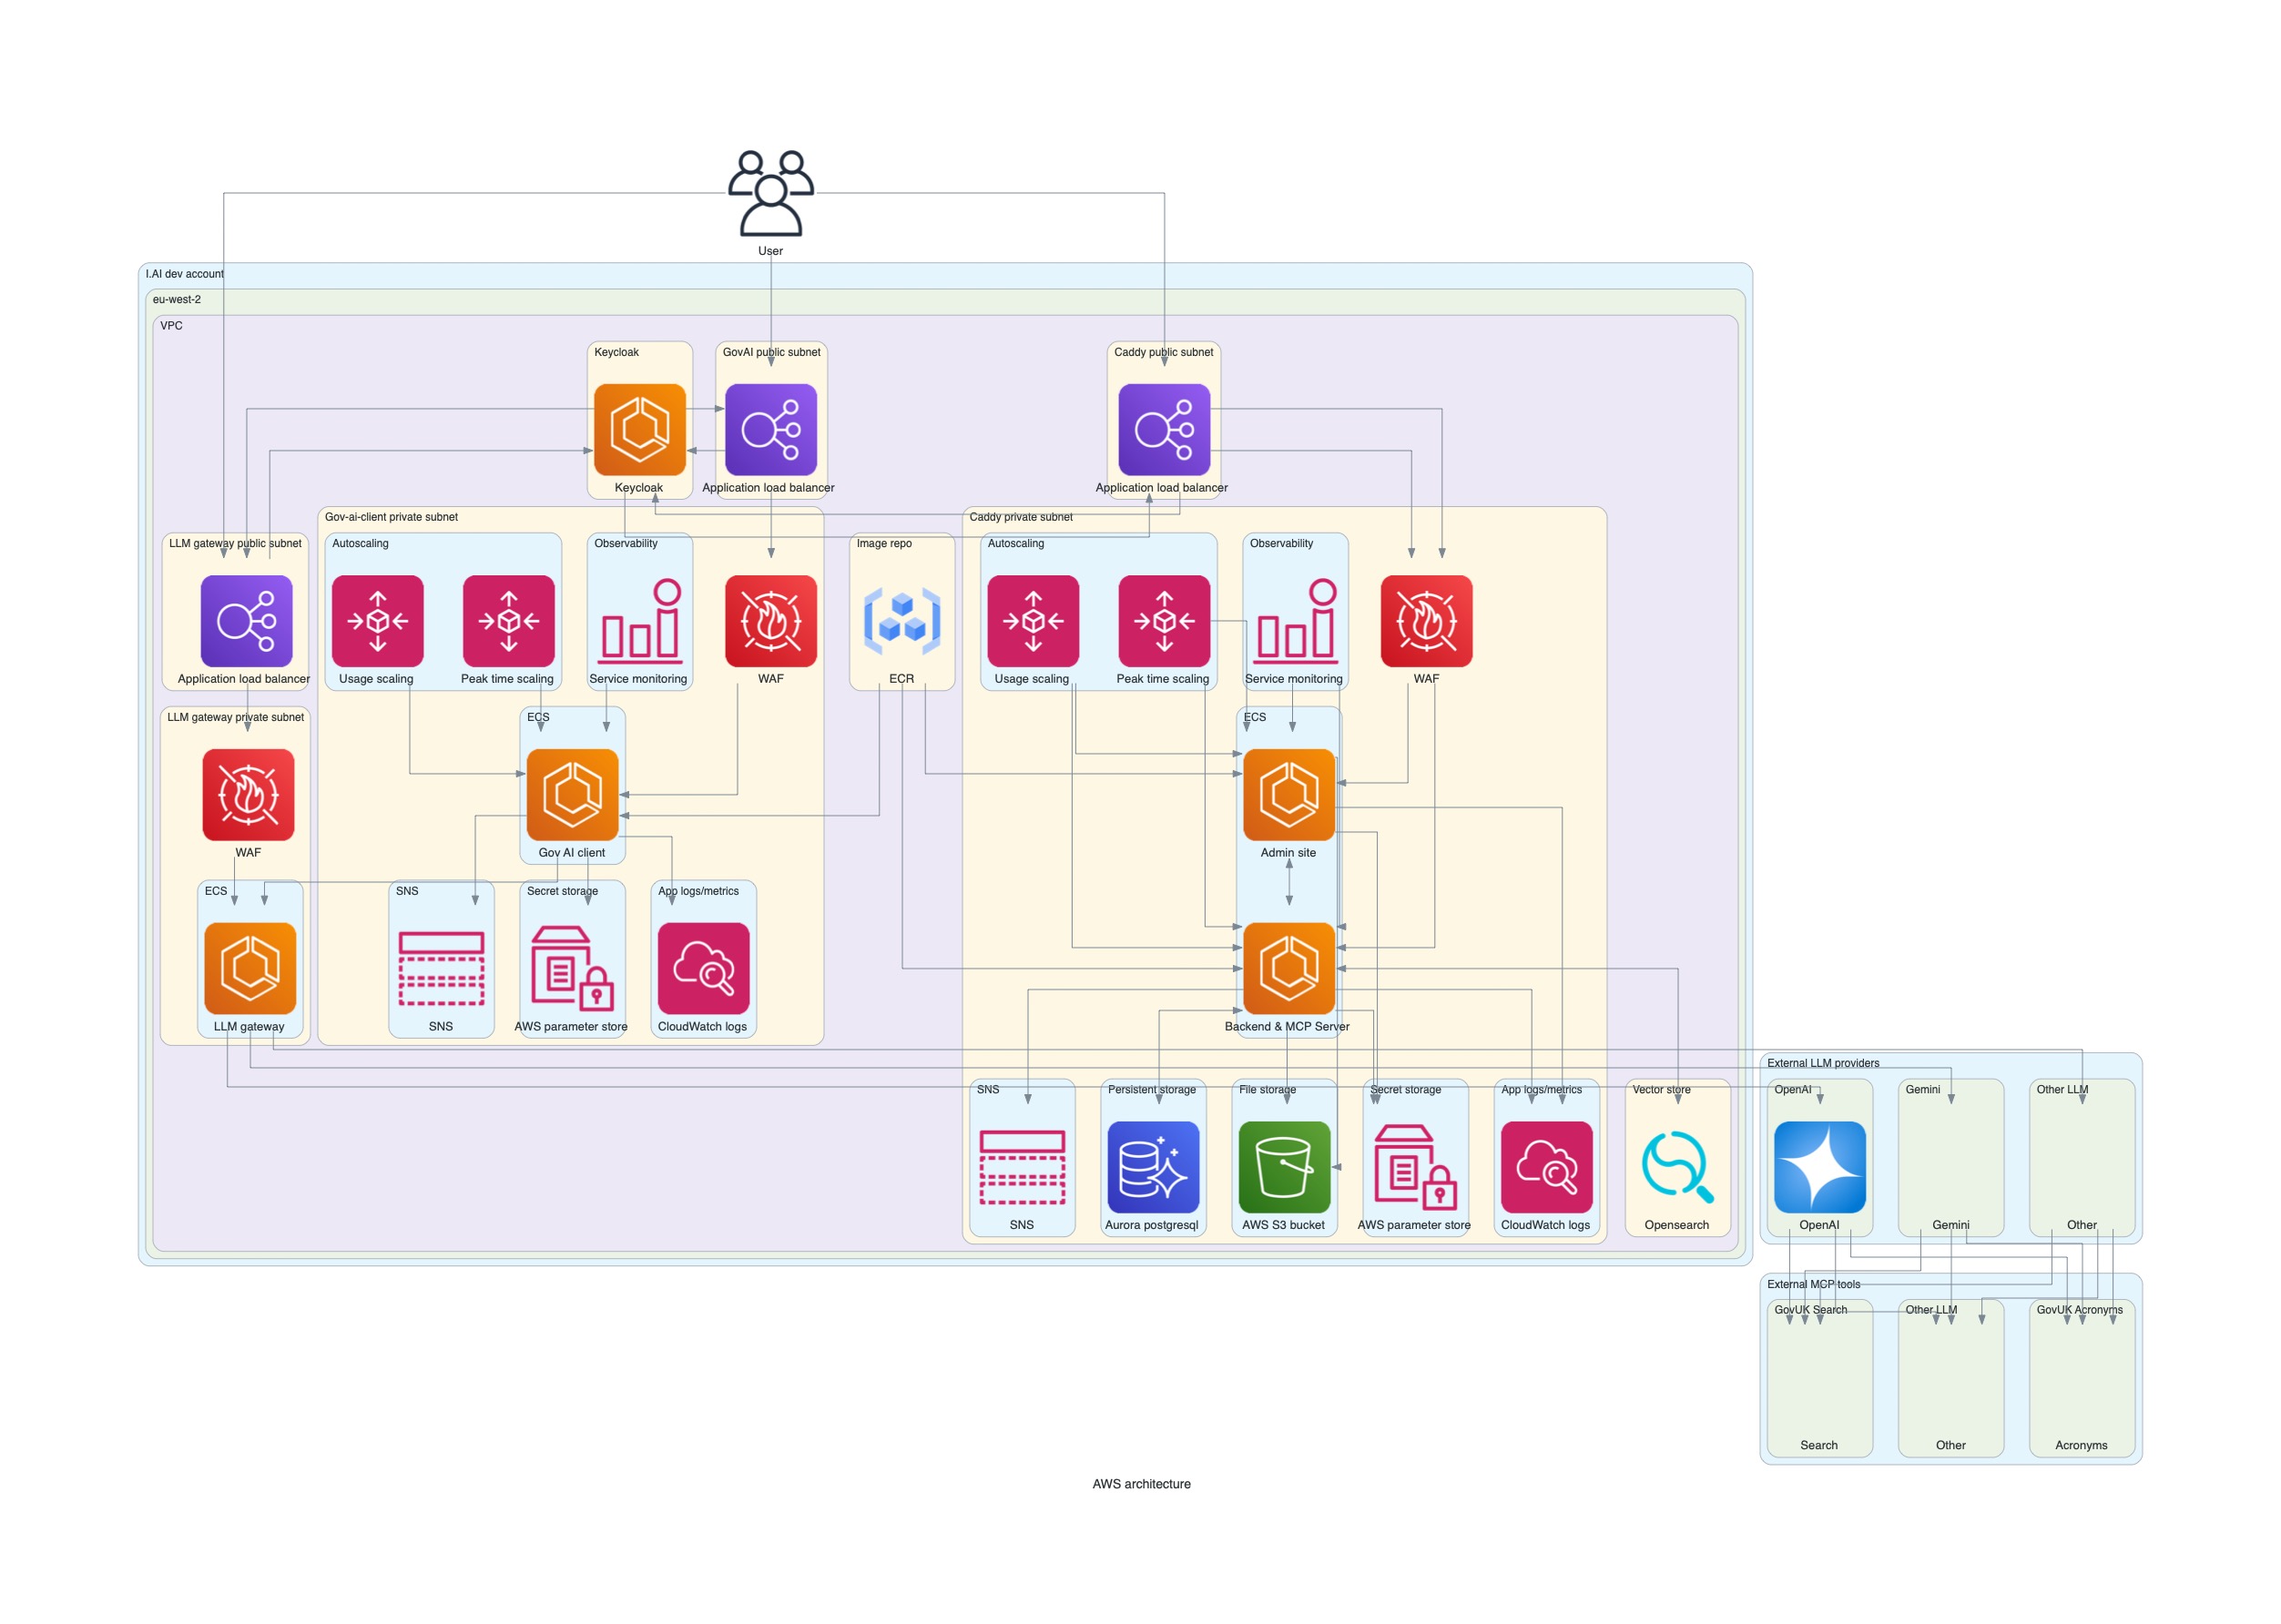 User
I.AI dev account
eu-west-2
VPC
Keycloak
GovAI public subnet
Caddy public subnet
Keycloak
Application load balancer
Application load balancer
Gov-ai-client private subnet
Caddy private subnet
LLM gateway public subnet
Autoscaling
Observability
Image repo
Autoscaling
Observability
Application load balancer
Usage scaling
Peak time scaling
Service monitoring
WAF
ECR
Usage scaling
Peak time scaling
Service monitoring
WAF
LLM gateway private subnet
ECS
ECS
WAF
Gov AI client
Admin site
ECS
SNS
Secret storage
App logs/metrics
LLM gateway
SNS
AWS parameter store
CloudWatch logs
Backend & MCP Server
External LLM providers
SNS
Persistent storage
File storage
Secret storage
App logs/metrics
Vector store
OpenAI
Gemini
Other LLM
SNS
Aurora postgresql
AWS S3 bucket
AWS parameter store
CloudWatch logs
Opensearch
OpenAI
Gemini
Other
External MCP tools
GovUK Search
Other LLM
GovUK Acronyms
Search
Other
Acronyms
AWS architecture